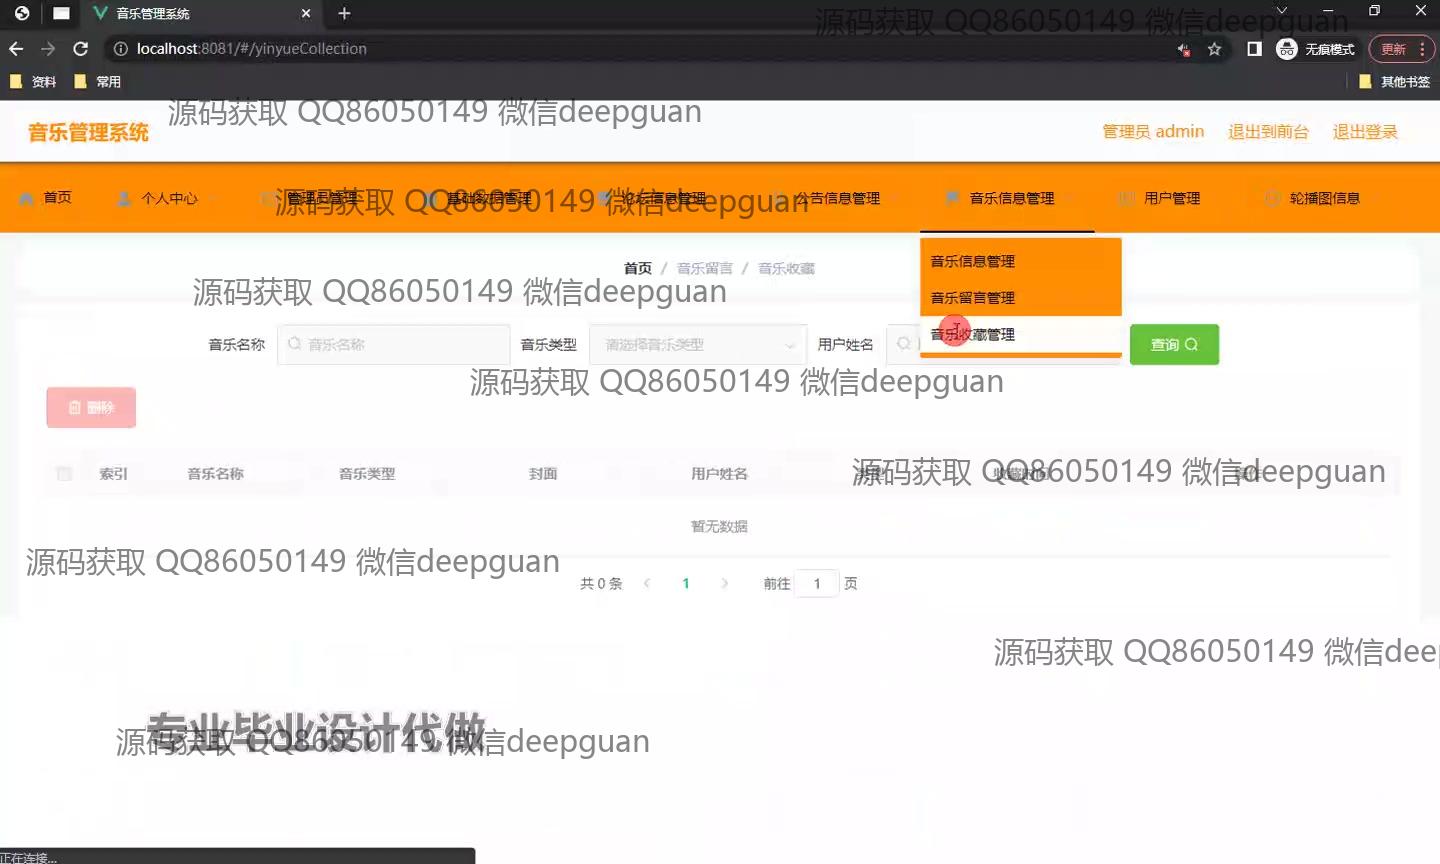 音乐管理系统
源码获取 QQ86050149 微信deepguan
localhost:8081/#/yinyueCollection
无痕模式
更新
资料
常用
其他书签
源码获取 QQ86050149 微信deepguan
音乐管理系统
管理员 admin
退出到前台
退出登录
首页
个人中心
管理员管理
基础数据管理
论坛信息管理
公告信息管理
音乐信息管理
用户管理
轮播图信息
源码获取 QQ86050149 微信deepguan
首页 / 音乐留言 / 音乐收藏
音乐信息管理
音乐留言管理
音乐收藏管理
源码获取 QQ86050149 微信deepguan
音乐名称
音乐名称
音乐类型
请选择音乐类型
用户姓名
查询
源码获取 QQ86050149 微信deepguan
删除
索引
音乐名称
音乐类型
封面
用户姓名
类型
收藏时间
操作
源码获取 QQ86050149 微信deepguan
暂无数据
源码获取 QQ86050149 微信deepguan
共 0 条
1
前往 1 页
源码获取 QQ86050149 微信deep
专业毕业设计代做
源码获取 QQ86050149 微信deepguan
正在连接...